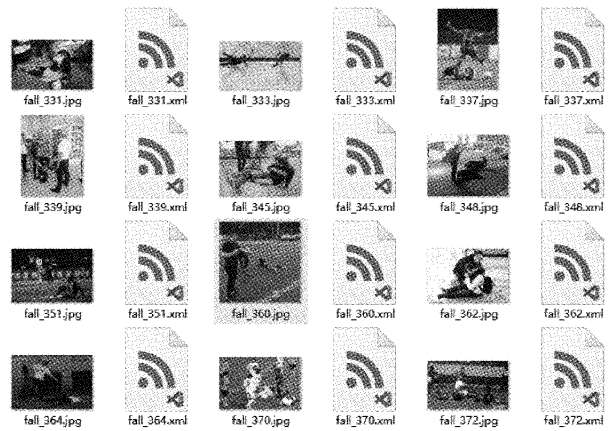 fall_331.jpg fall_331.xml fall_333.jpg fall_333.xml fall_337.jpg fall_337.xml
fall_339.jpg fall_339.xml fall_345.jpg fall_345.xml fall_348.jpg fall_348.xml
fall_351.jpg fall_351.xml fall_360.jpg fall_360.xml fall_362.jpg fall_362.xml
fall_364.jpg fall_364.xml fall_370.jpg fall_370.xml fall_372.jpg fall_372.xml